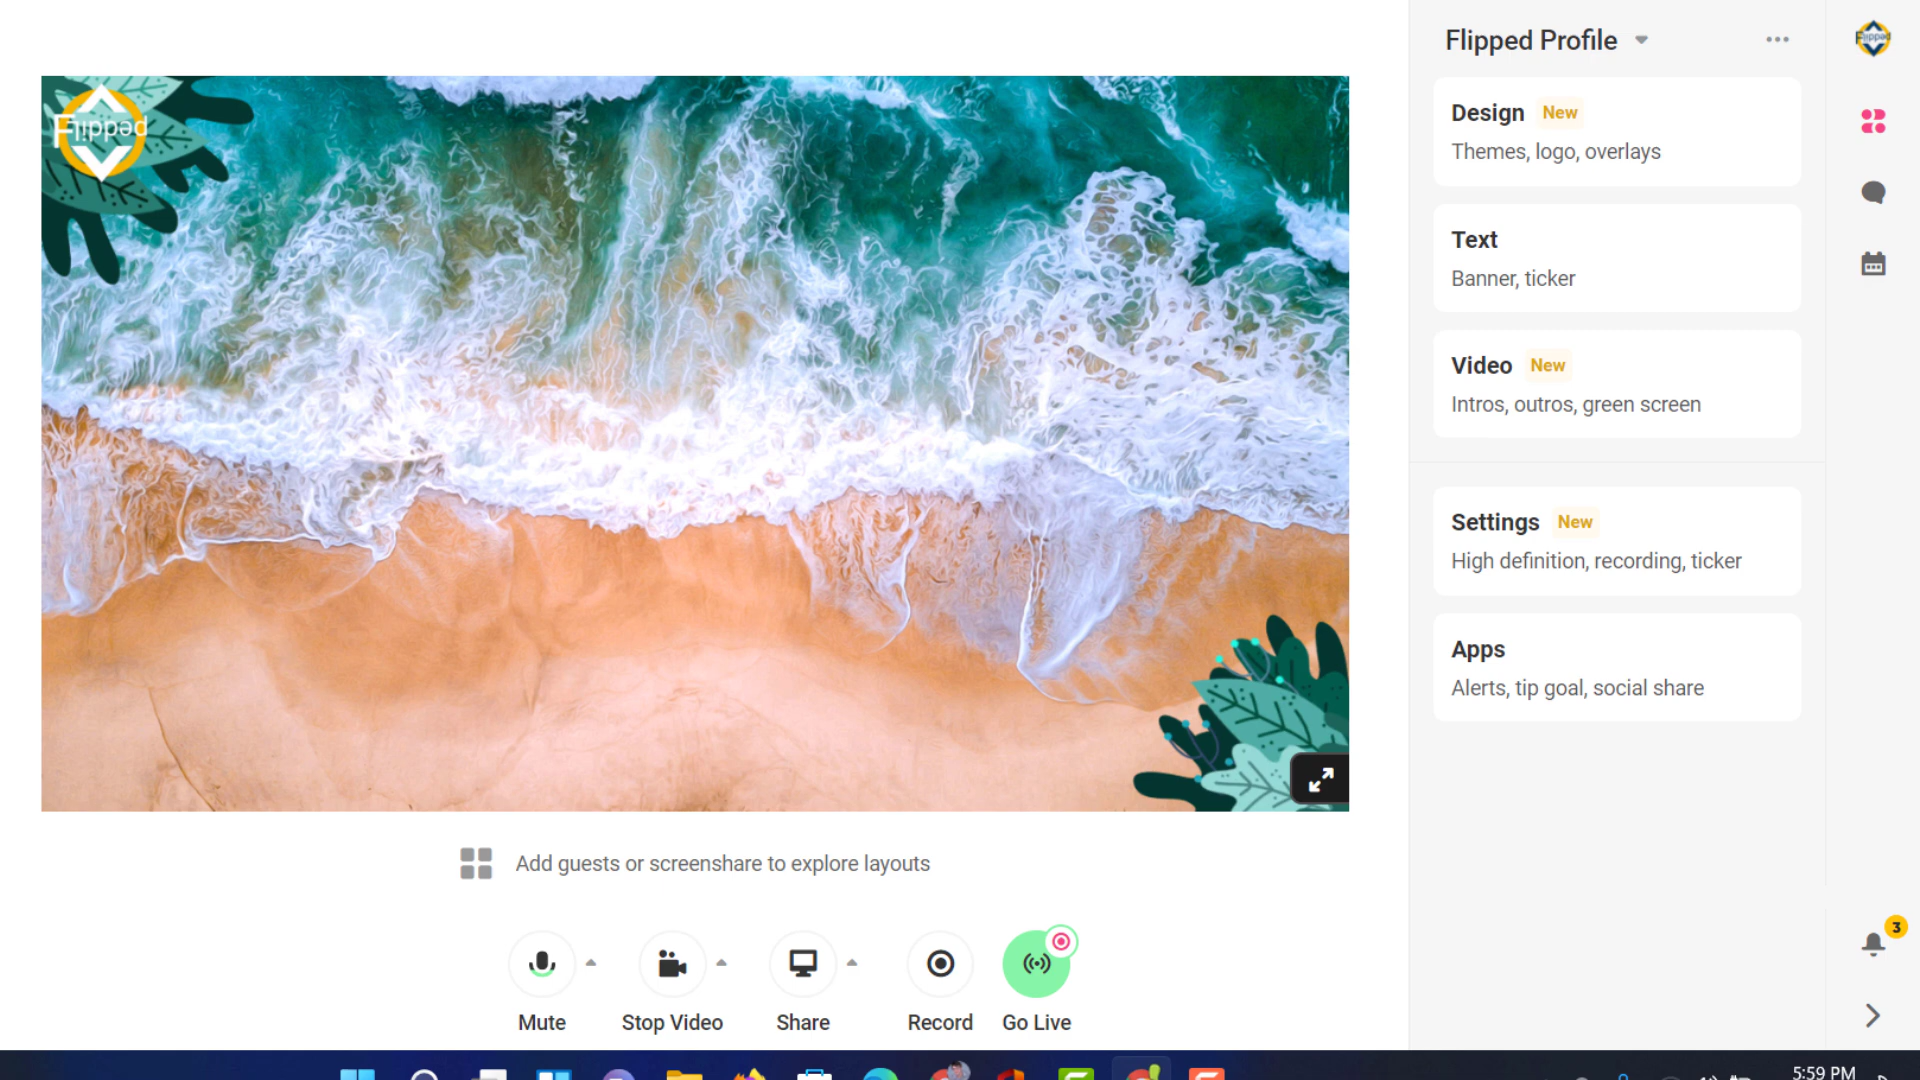 Flipped
Flipped Profile
Flipped
Design New
Themes, logo, overlays
Text
Banner, ticker
Video New
Intros, outros, green screen
Settings New
High definition, recording, ticker
Apps
Alerts, tip goal, social share
Add guests or screenshare to explore layouts
3
Mute
Stop Video
Share
Record
Go Live
5:59 PM